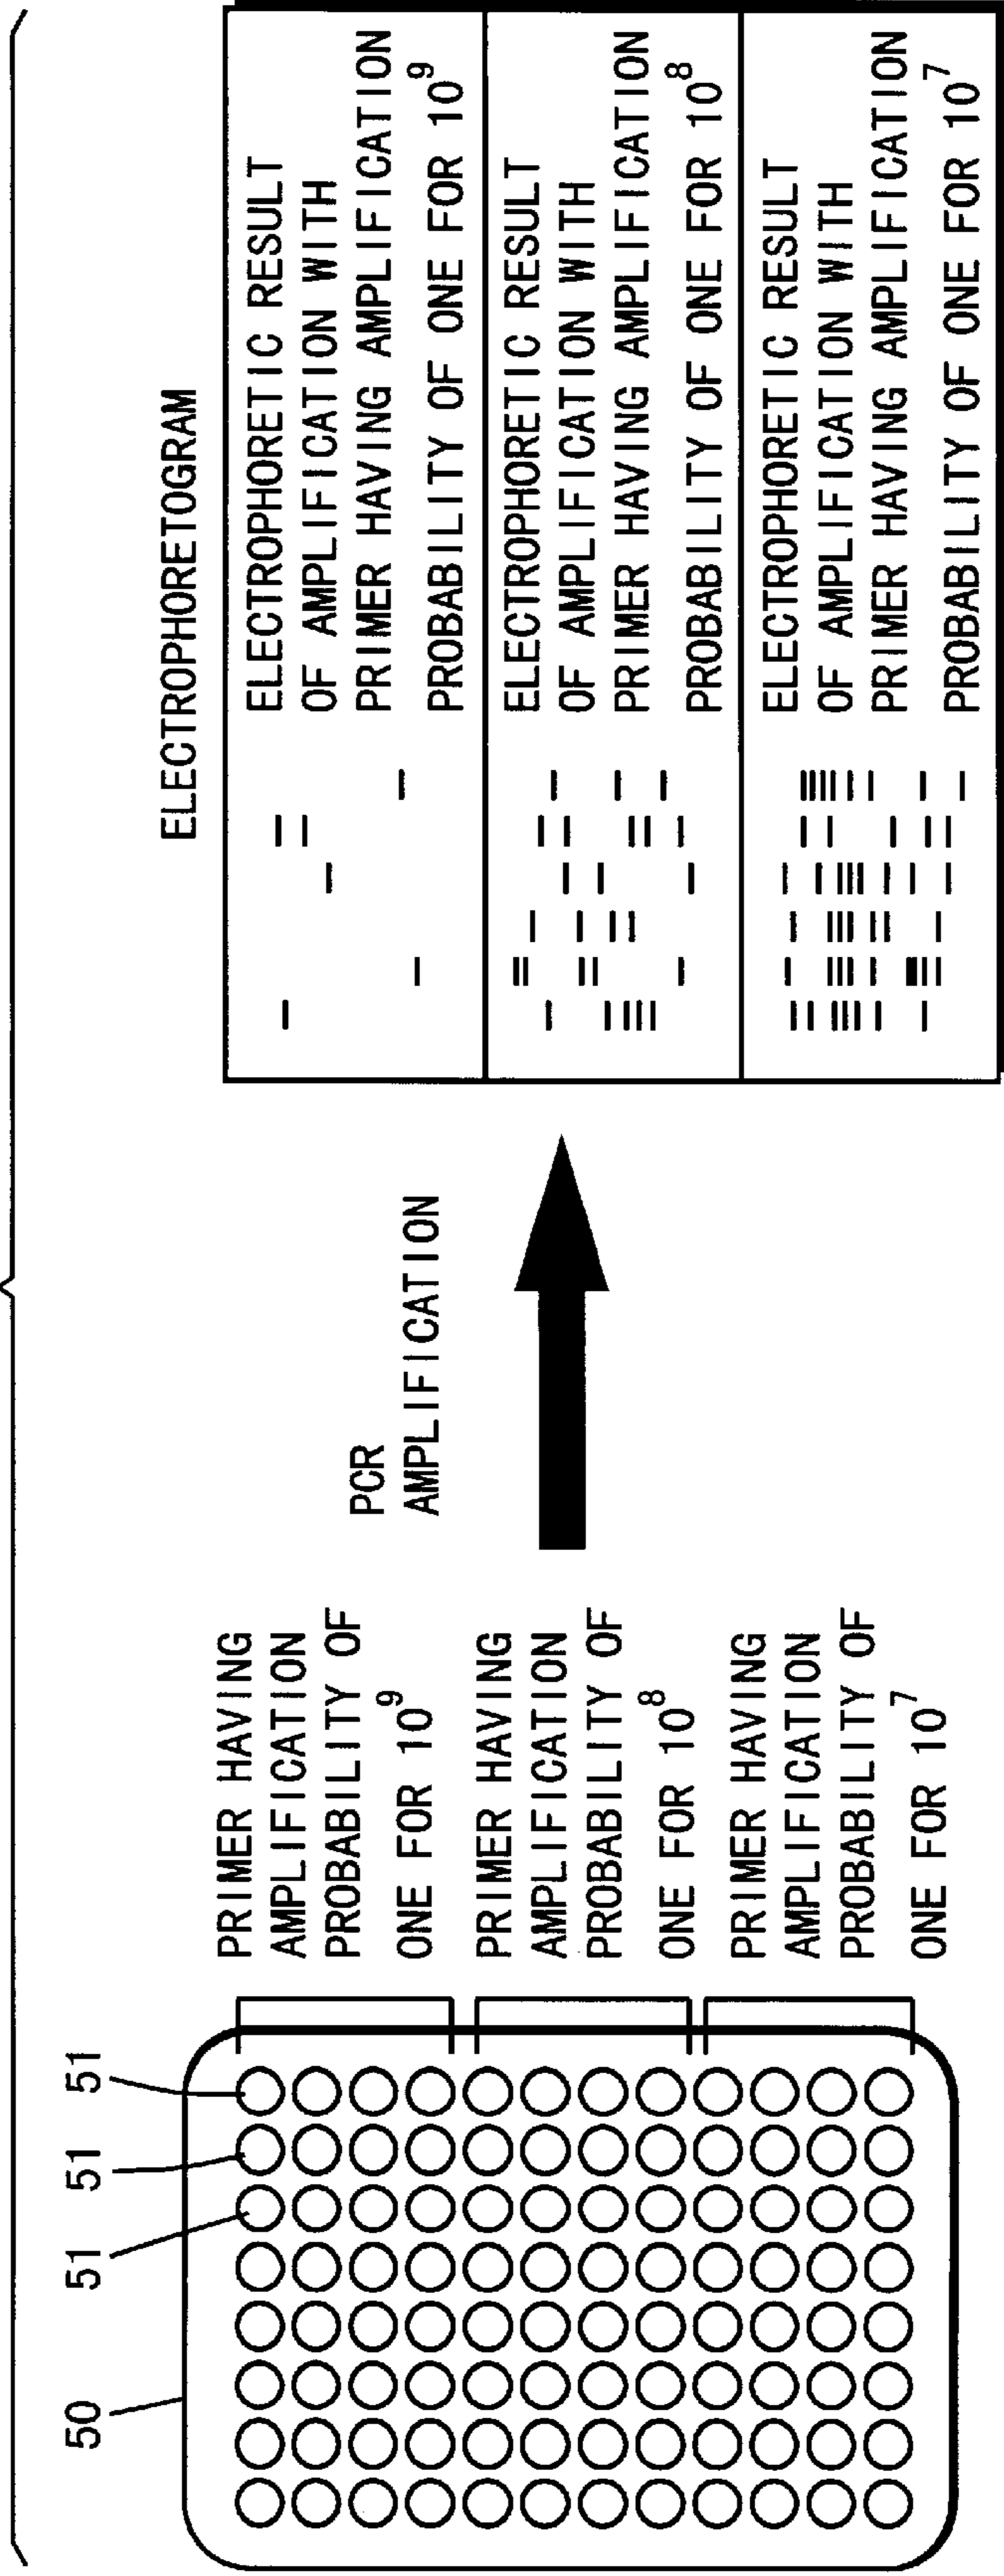 50
51
51
51
PRIMER HAVING
AMPLIFICATION
PROBABILITY OF
ONE FOR 10⁹
PRIMER HAVING
AMPLIFICATION
PROBABILITY OF
ONE FOR 10⁸
PRIMER HAVING
AMPLIFICATION
PROBABILITY OF
ONE FOR 10⁷
PCR
AMPLIFICATION
ELECTROPHORETOGRAM
ELECTROPHORETIC RESULT
OF AMPLIFICATION WITH
PRIMER HAVING AMPLIFICATION
PROBABILITY OF ONE FOR 10⁹
ELECTROPHORETIC RESULT
OF AMPLIFICATION WITH
PRIMER HAVING AMPLIFICATION
PROBABILITY OF ONE FOR 10⁸
ELECTROPHORETIC RESULT
OF AMPLIFICATION WITH
PRIMER HAVING AMPLIFICATION
PROBABILITY OF ONE FOR 10⁷